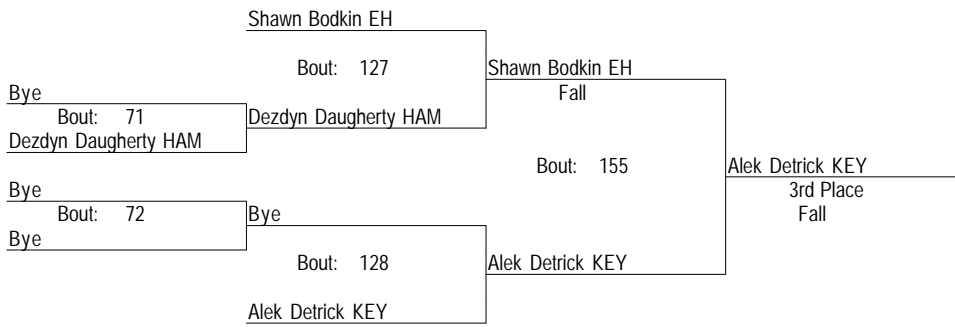 Shawn Bodkin EH
Bout: 127
Shawn Bodkin EH
Fall
Bye
Bout: 71
Dezdyn Daugherty HAM
Dezdyn Daugherty HAM
Bout: 155
Alek Detrick KEY
3rd Place
Fall
Bye
Bout: 72
Bye
Bye
Bout: 128
Alek Detrick KEY
Alek Detrick KEY